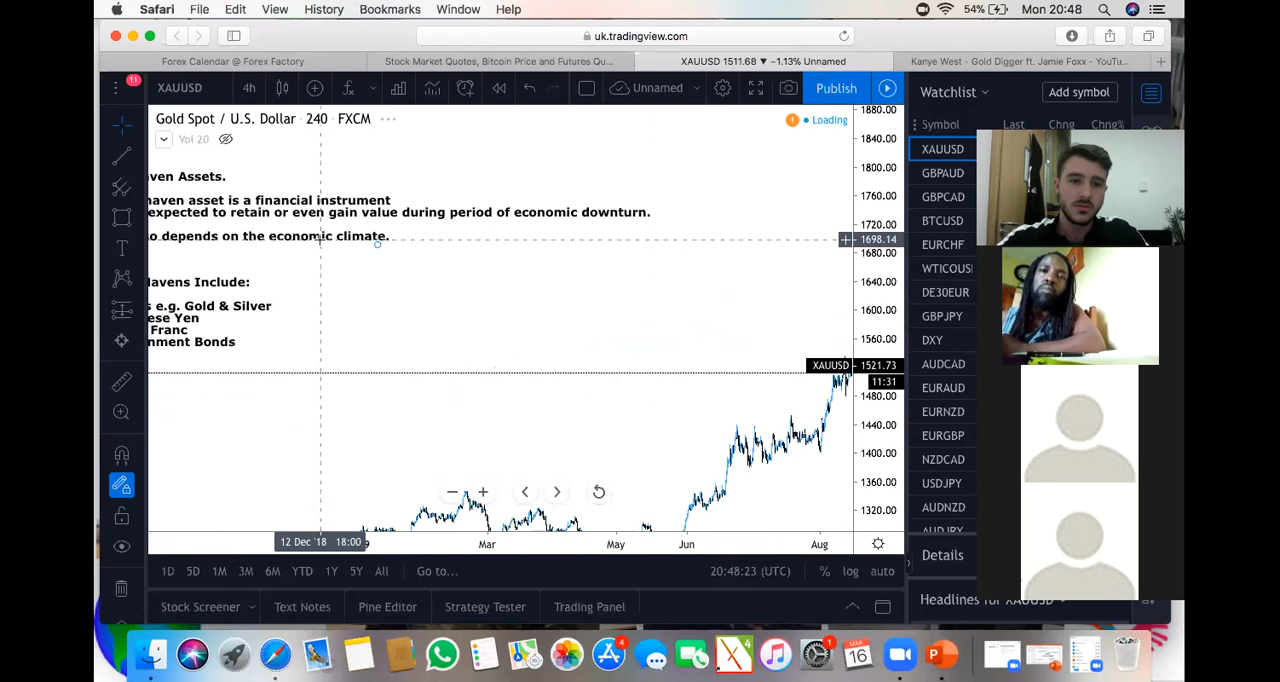 Safari File Edit View History Bookmarks Window Help 54% Mon 20:48
uk.tradingview.com
Forex Calendar @ Forex Factory Stock Market Quotes, Bitcoin Price and Futures Qu... XAUUSD 1511.68 ▼ −1.13% Unnamed Kanye West - Gold Digger ft. Jamie Foxx - YouTu...
11 XAUUSD 4h Unnamed Publish Watchlist Add symbol
Gold Spot / U.S. Dollar · 240 · FXCM
Loading
Vol 20
Symbol Last Chng Chng%
XAUUSD
GBPAUD
GBPCAD
BTCUSD
EURCHF
WTICOUS
DE30EUR
GBPJPY
DXY
AUDCAD
EURAUD
EURNZD
EURGBP
NZDCAD
USDJPY
AUDNZD
AUDJPY
aven Assets.
haven asset is a financial instrument
expected to retain or even gain value during period of economic downturn.
so depends on the economic climate.
Havens Include:
s e.g. Gold & Silver
ese Yen
Franc
nment Bonds
1880.00
1840.00
1800.00
1760.00
1720.00
1698.14
1680.00
1640.00
1600.00
1560.00
XAUUSD 1521.73
11:31
1480.00
1440.00
1400.00
1360.00
1320.00
12 Dec '18 18:00 Mar May Jun Aug
1D 5D 1M 3M 6M YTD 1Y 5Y All Go to... 20:48:23 (UTC) % log auto
Details
Stock Screener Text Notes Pine Editor Strategy Tester Trading Panel
Headlines for XAUUSD
4 1
MAR
16